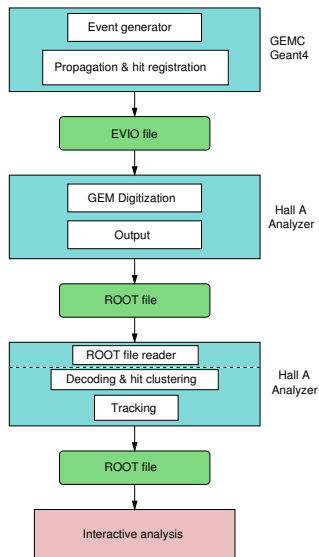 Event generator
GEMC
Geant4
Propagation & hit registration
EVIO file
GEM Digitization
Hall A
Analyzer
Output
ROOT file
ROOT file reader
Decoding & hit clustering
Hall A
Analyzer
Tracking
ROOT file
Interactive analysis